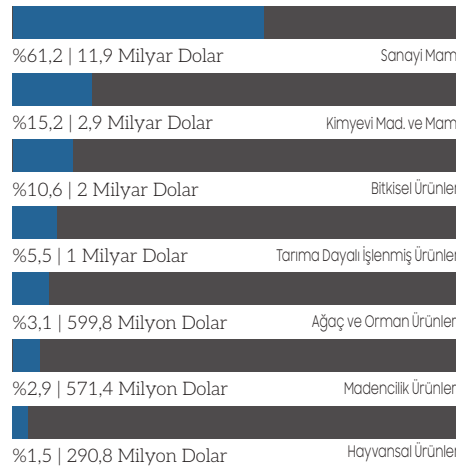 %61,2 | 11,9 Milyar Dolar Sanayi Mam
%15,2 | 2,9 Milyar Dolar Kimyevi Mad. ve Mam
%10,6 | 2 Milyar Dolar Bitkisel Ürünler
%5,5 | 1 Milyar Dolar Tarıma Dayalı İşlenmiş Ürünler
%3,1 | 599,8 Milyon Dolar Ağaç ve Orman Ürünler
%2,9 | 571,4 Milyon Dolar Madencilik Ürünler
%1,5 | 290,8 Milyon Dolar Hayvansal Ürünler